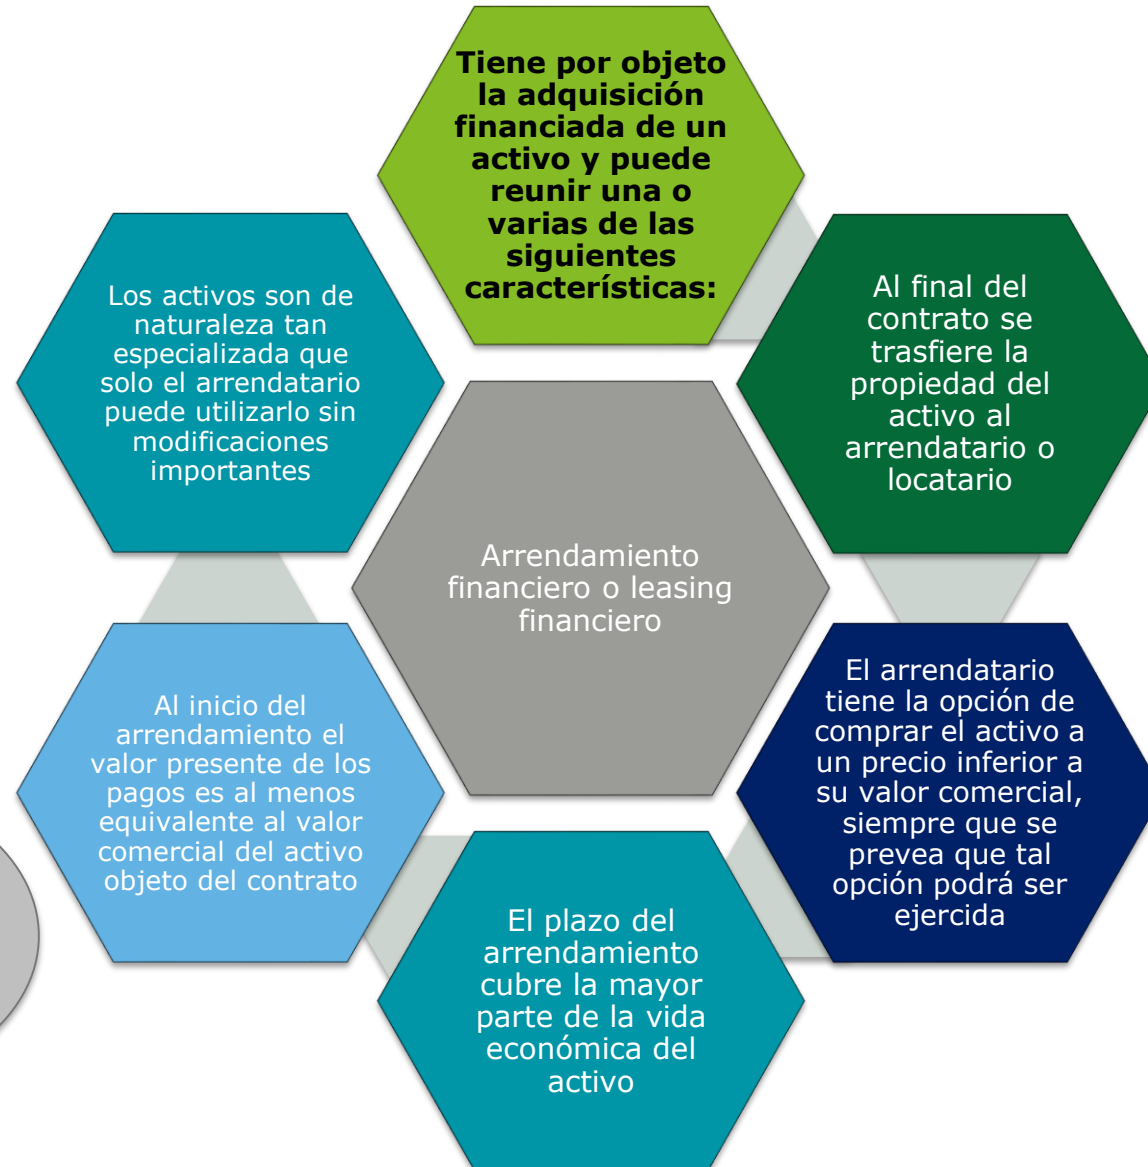 Tiene por objeto
la adquisición
financiada de un
activo y puede
reunir una o
varias de las
siguientes
características:
Al final del
contrato se
trasfiere la
propiedad del
activo al
arrendatario o
locatario
El arrendatario
tiene la opción de
comprar el activo a
un precio inferior a
su valor comercial,
siempre que se
prevea que tal
opción podrá ser
ejercida
El plazo del
arrendamiento
cubre la mayor
parte de la vida
económica del
activo
Al inicio del
arrendamiento el
valor presente de los
pagos es al menos
equivalente al valor
comercial del activo
objeto del contrato
Los activos son de
naturaleza tan
especializada que
solo el arrendatario
puede utilizarlo sin
modificaciones
importantes
Arrendamiento
financiero o leasing
financiero